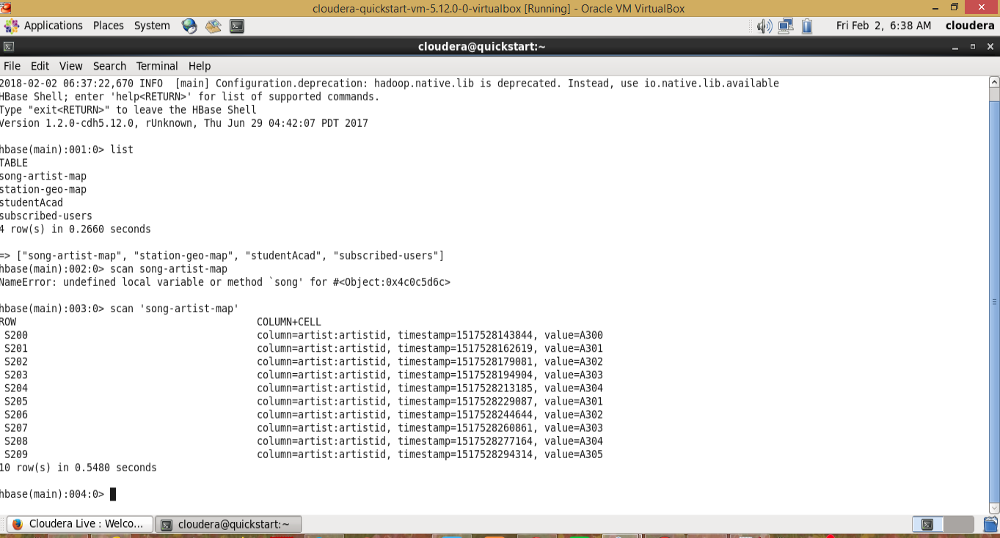 cloudera-quickstart-vm-5.12.0-0-virtualbox [Running] - Oracle VM VirtualBox
Applications Places System Fri Feb 2, 6:38 AM cloudera
cloudera@quickstart:~
File Edit View Search Terminal Help
2018-02-02 06:37:22,670 INFO  [main] Configuration.deprecation: hadoop.native.lib is deprecated. Instead, use io.native.lib.available
HBase Shell; enter 'help<RETURN>' for list of supported commands.
Type "exit<RETURN>" to leave the HBase Shell
Version 1.2.0-cdh5.12.0, rUnknown, Thu Jun 29 04:42:07 PDT 2017
hbase(main):001:0> list
TABLE
song-artist-map
station-geo-map
studentAcad
subscribed-users
4 row(s) in 0.2660 seconds
=> ["song-artist-map", "station-geo-map", "studentAcad", "subscribed-users"]
hbase(main):002:0> scan song-artist-map
NameError: undefined local variable or method `song' for #<Object:0x4c0c5d6c>
hbase(main):003:0> scan 'song-artist-map'
ROW COLUMN+CELL
S200 column=artist:artistid, timestamp=1517528143844, value=A300
S201 column=artist:artistid, timestamp=1517528162619, value=A301
S202 column=artist:artistid, timestamp=1517528179081, value=A302
S203 column=artist:artistid, timestamp=1517528194904, value=A303
S204 column=artist:artistid, timestamp=1517528213185, value=A304
S205 column=artist:artistid, timestamp=1517528229087, value=A301
S206 column=artist:artistid, timestamp=1517528244644, value=A302
S207 column=artist:artistid, timestamp=1517528260861, value=A303
S208 column=artist:artistid, timestamp=1517528277164, value=A304
S209 column=artist:artistid, timestamp=1517528294314, value=A305
10 row(s) in 0.5480 seconds
hbase(main):004:0>
Cloudera Live : Welco... cloudera@quickstart:~